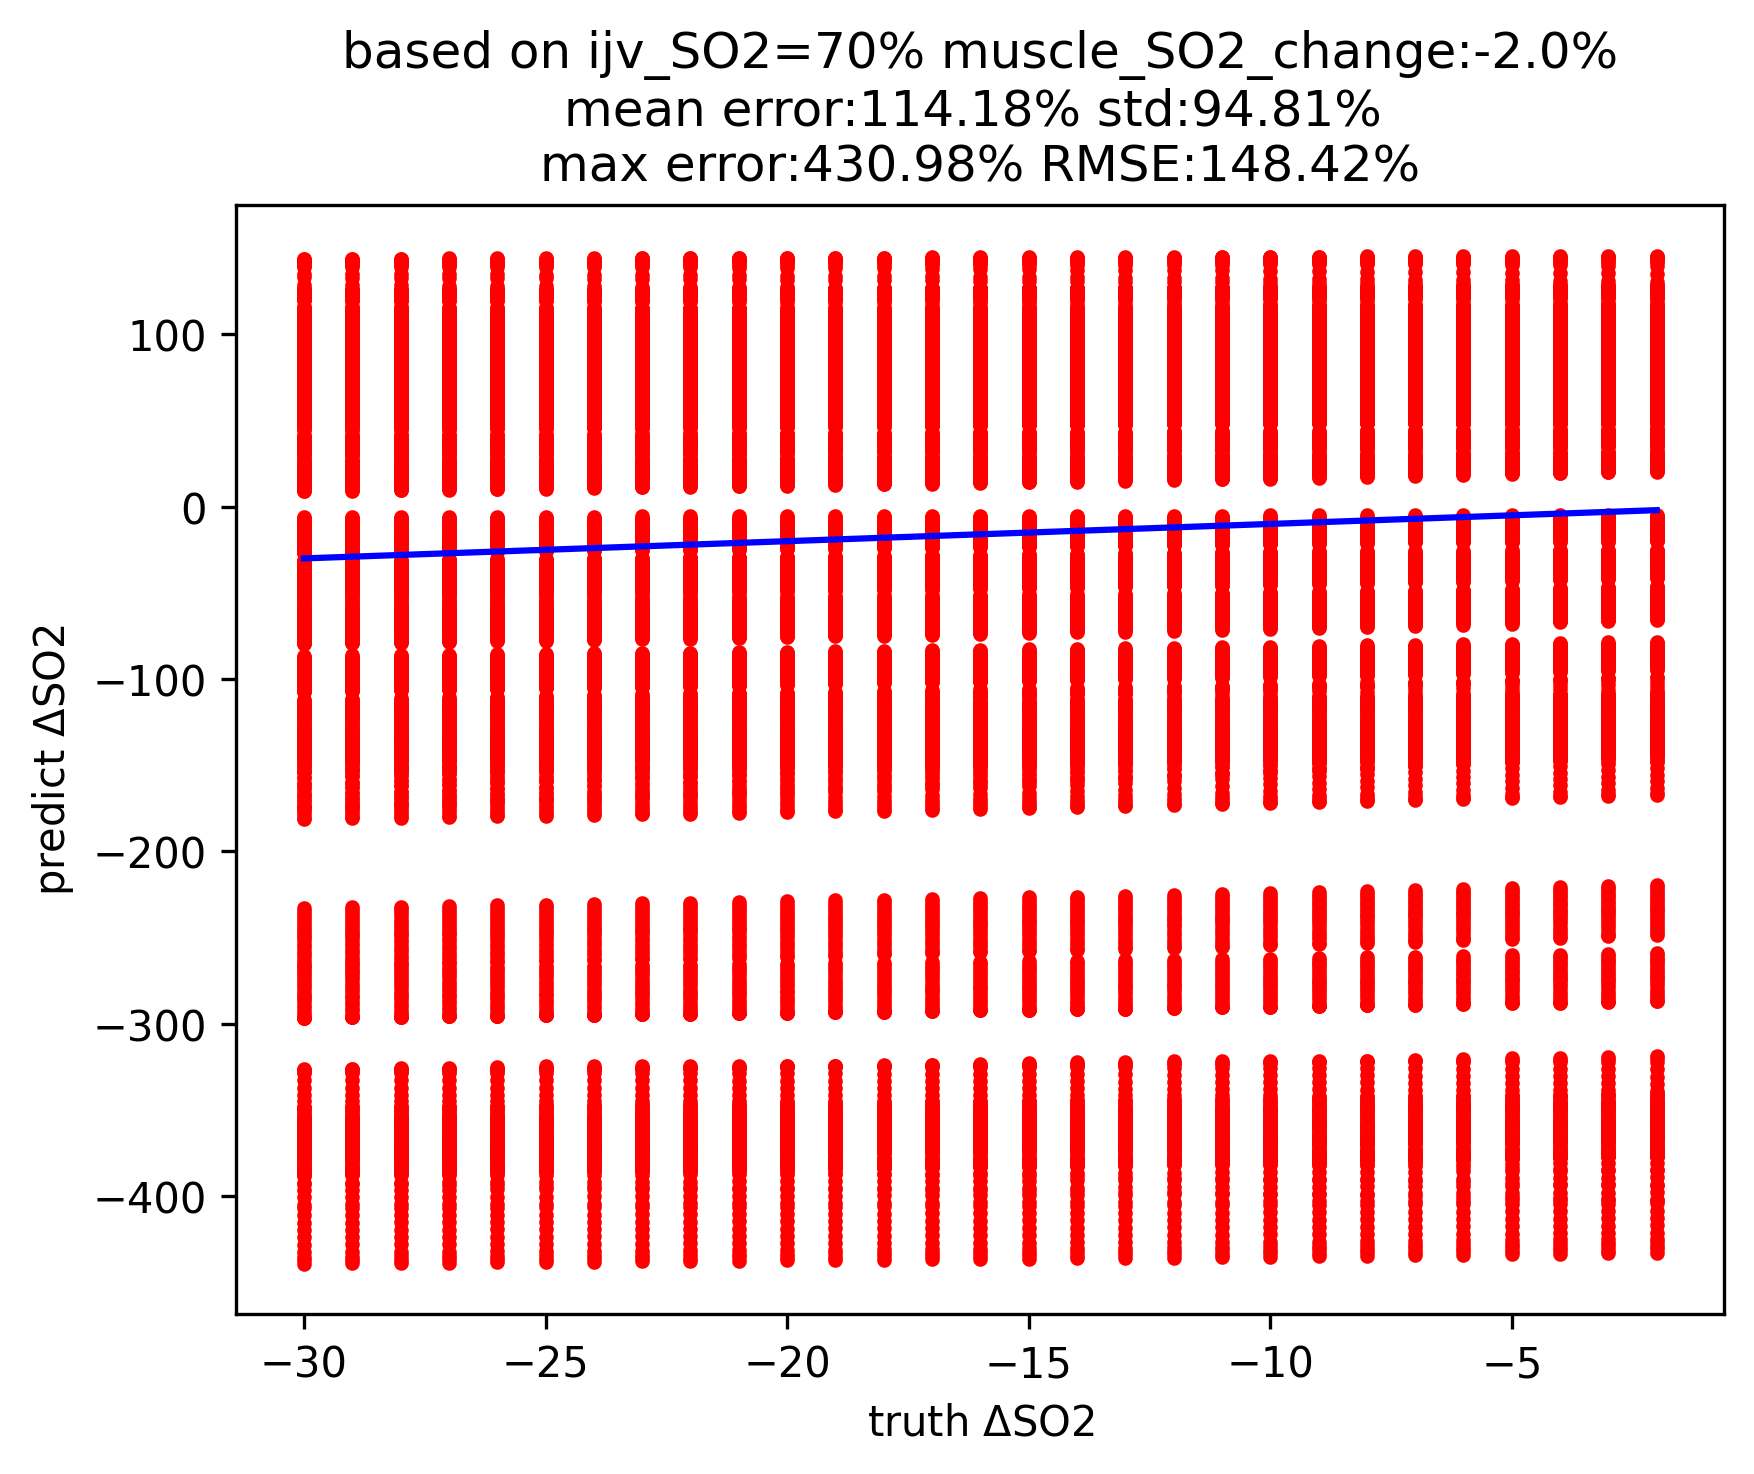 based on ijv_SO2=70% muscle_SO2_change:-2.0%
mean error:114.18% std:94.81%
max error:430.98% RMSE:148.42%
100
0
−100
−200
−300
−400
predict ΔSO2
−30
−25
−20
−15
−10
−5
truth ΔSO2